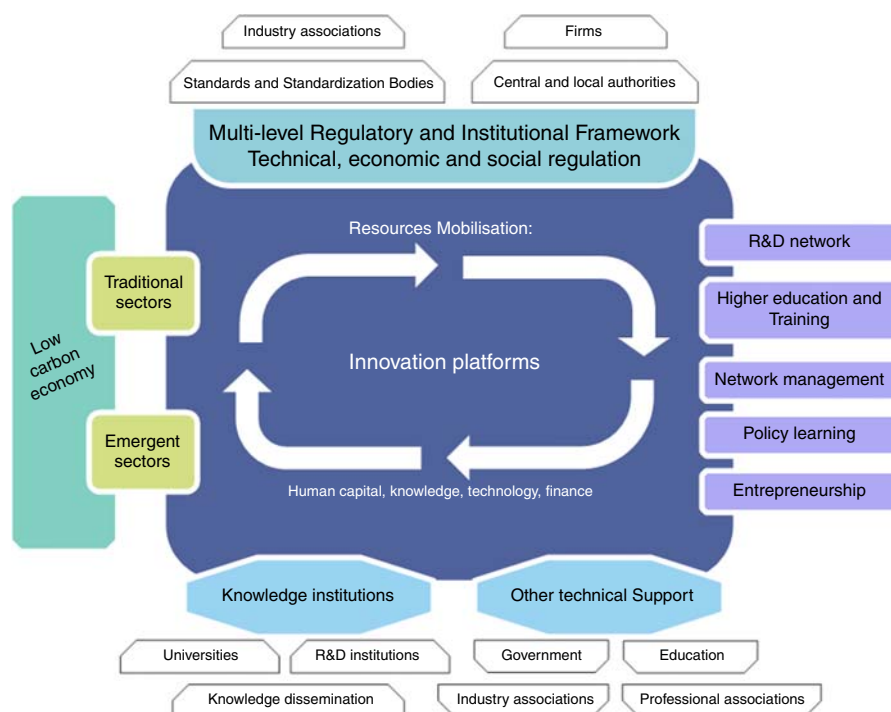 Industry associations
Firms
Standards and Standardization Bodies
Central and local authorities
Multi-level Regulatory and Institutional Framework
Technical, economic and social regulation
Resources Mobilisation:
R&D network
Traditional
sectors
Higher education and
Training
Low
carbon
economy
Innovation platforms
Network management
Emergent
sectors
Policy learning
Human capital, knowledge, technology, finance
Entrepreneurship
Knowledge institutions
Other technical Support
Universities
R&D institutions
Government
Education
Knowledge dissemination
Industry associations
Professional associations